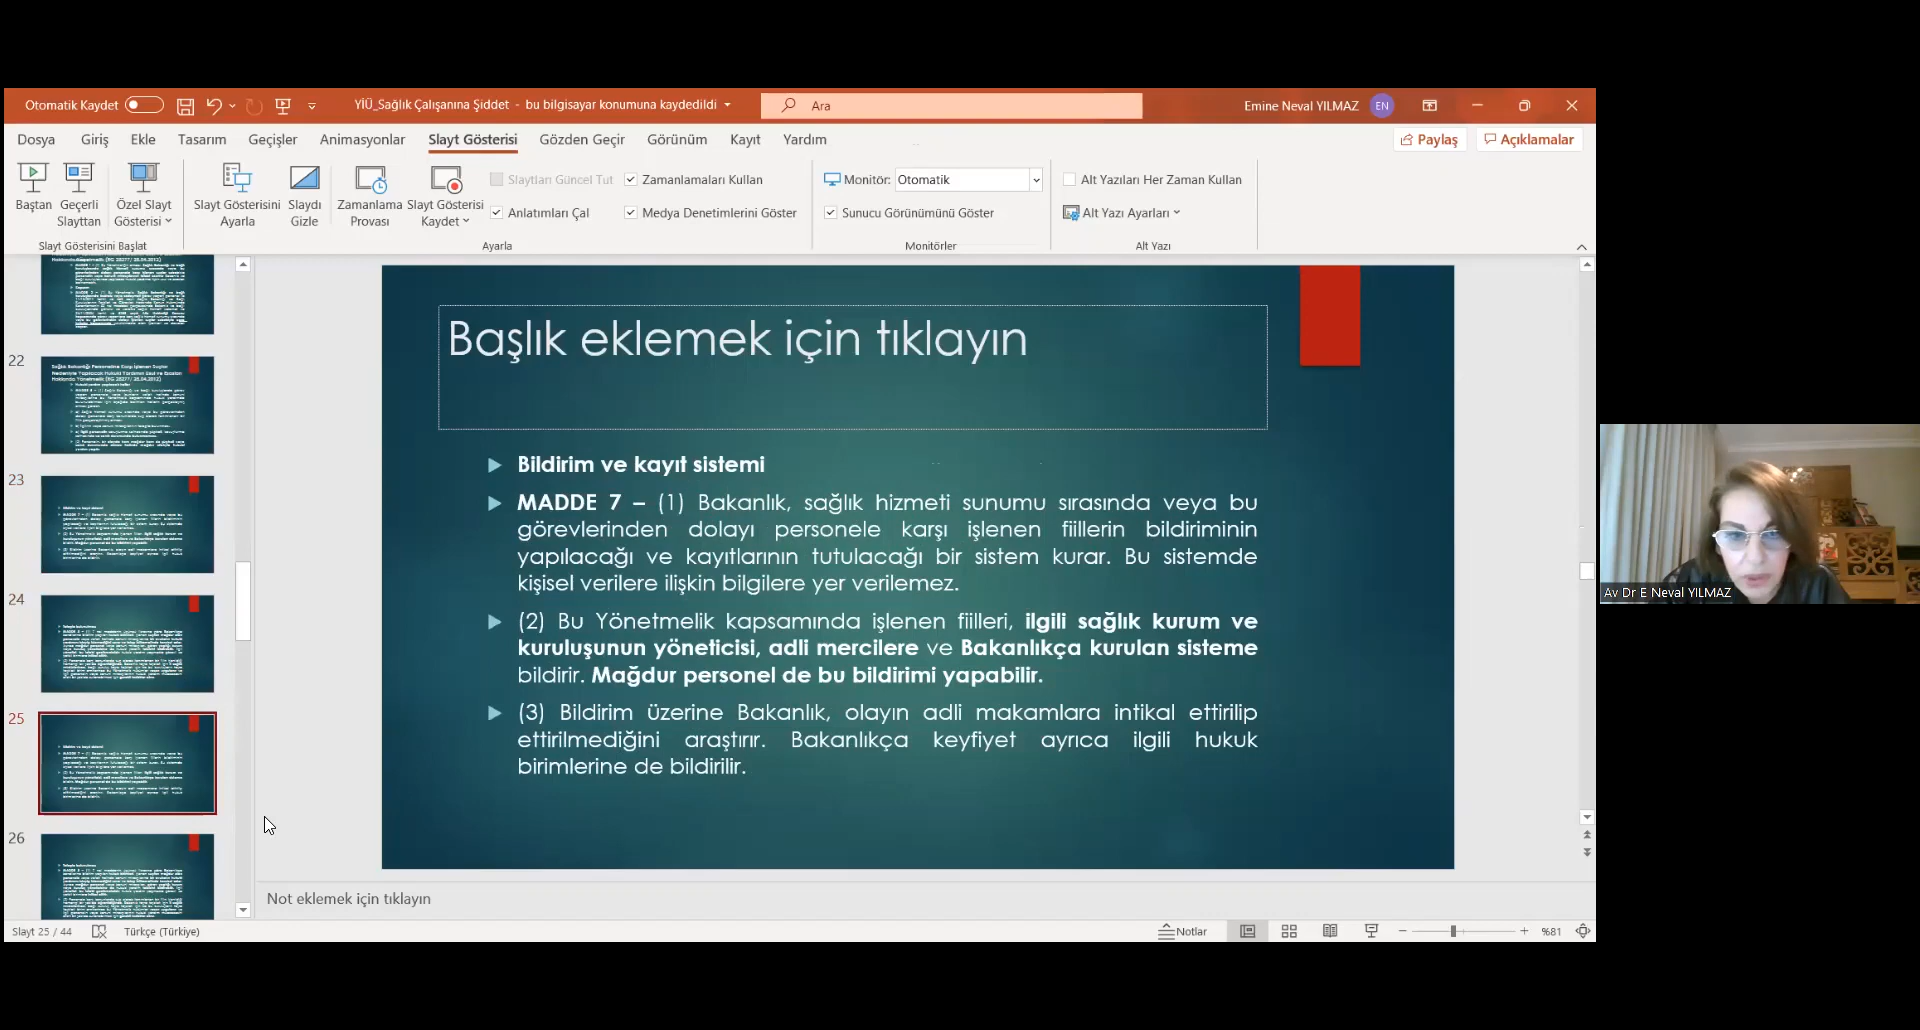 Otomatik Kaydet
YİÜ_Sağlık Çalışanına Şiddet - bu bilgisayar konumuna kaydedildi
Ara
Emine Neval YILMAZ
EN
Dosya Giriş Ekle Tasarım Geçişler Animasyonlar Slayt Gösterisi Gözden Geçir Görünüm Kayıt Yardım
Paylaş
Açıklamalar
Baştan
Geçerli Slayttan
Özel Slayt Gösterisi
Slayt Gösterisini Başlat
Slayt Gösterisini Ayarla
Slaydı Gizle
Zamanlama Provası
Slayt Gösterisi Kaydet
Slaytları Güncel Tut
Anlatımları Çal
Zamanlamaları Kullan
Medya Denetimlerini Göster
Ayarla
Monitör: Otomatik
Sunucu Görünümünü Göster
Monitörler
Alt Yazıları Her Zaman Kullan
Alt Yazı Ayarları
Alt Yazı
22
23
24
25
26
Başlık eklemek için tıklayın
Bildirim ve kayıt sistemi
MADDE 7 – (1) Bakanlık, sağlık hizmeti sunumu sırasında veya bu
görevlerinden dolayı personele karşı işlenen fiillerin bildiriminin
yapılacağı ve kayıtlarının tutulacağı bir sistem kurar. Bu sistemde
kişisel verilere ilişkin bilgilere yer verilemez.
(2) Bu Yönetmelik kapsamında işlenen fiilleri, ilgili sağlık kurum ve
kuruluşunun yöneticisi, adli mercilere ve Bakanlıkça kurulan sisteme
bildirir. Mağdur personel de bu bildirimi yapabilir.
(3) Bildirim üzerine Bakanlık, olayın adli makamlara intikal ettirilip
ettirilmediğini araştırır. Bakanlıkça keyfiyet ayrıca ilgili hukuk
birimlerine de bildirilir.
Not eklemek için tıklayın
Slayt 25 / 44
Türkçe (Türkiye)
Notlar
%81
Av Dr E Neval YILMAZ